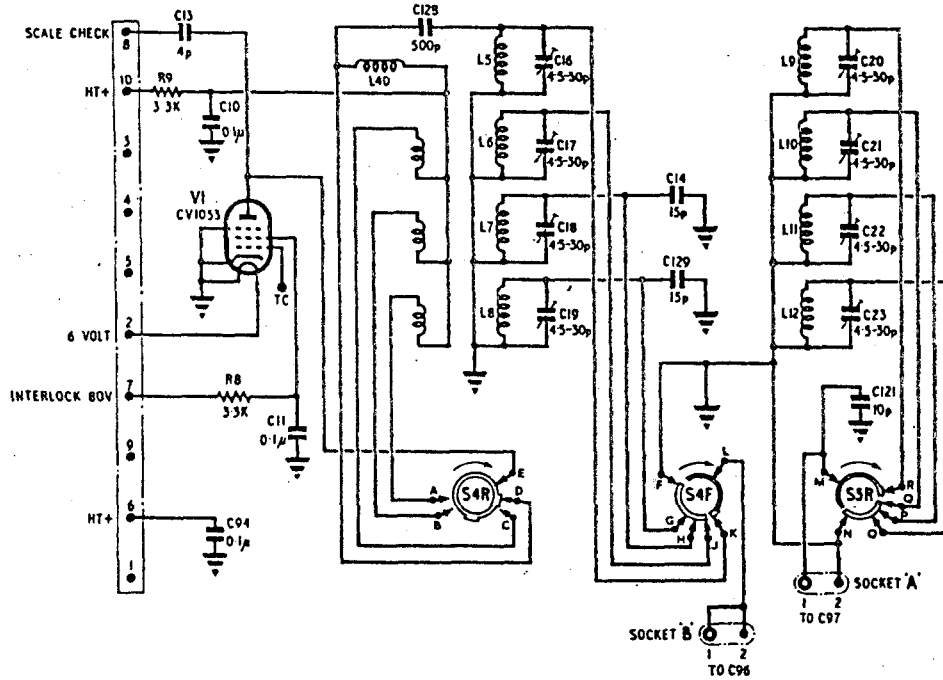 C13
4p
SCALE CHECK
8
10
HT+
R9
3.3K
C10
0.1µ
3
4
V1
CV1053
5
TC
2
6 VOLT
7
INTERLOCK 80V
R8
3.3K
C11
0.1µ
9
6
HT+
C94
0.1µ
1
C128
500p
L40
L5
C16
4.5-30p
L6
C17
4.5-30p
L7
C18
4.5-30p
L8
C19
4.5-30p
C14
15p
C129
15p
L9
C20
4.5-30p
L10
C21
4.5-30p
L11
C22
4.5-30p
L12
C23
4.5-30p
C121
10p
A
B
S4R
E
D
C
F
S4F
L
G
H
J
K
M
S3R
R
Q
P
N
O
SOCKET 'A'
1 2
TO C97
SOCKET 'B'
1 2
TO C96